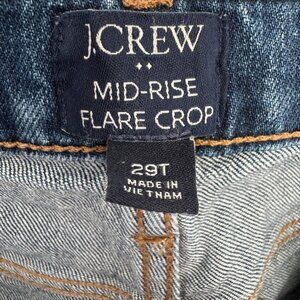 J.CREW
MID-RISE
FLARE CROP
29T
MADE IN
VIETNAM